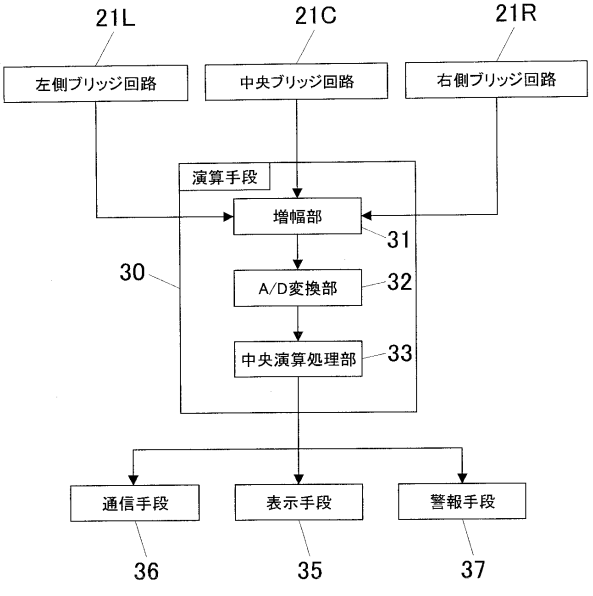 21L
21C
21R
左側ブリッジ回路
中央ブリッジ回路
右側ブリッジ回路
演算手段
増幅部
31
30
A/D変換部
32
中央演算処理部
33
通信手段
表示手段
警報手段
36
35
37